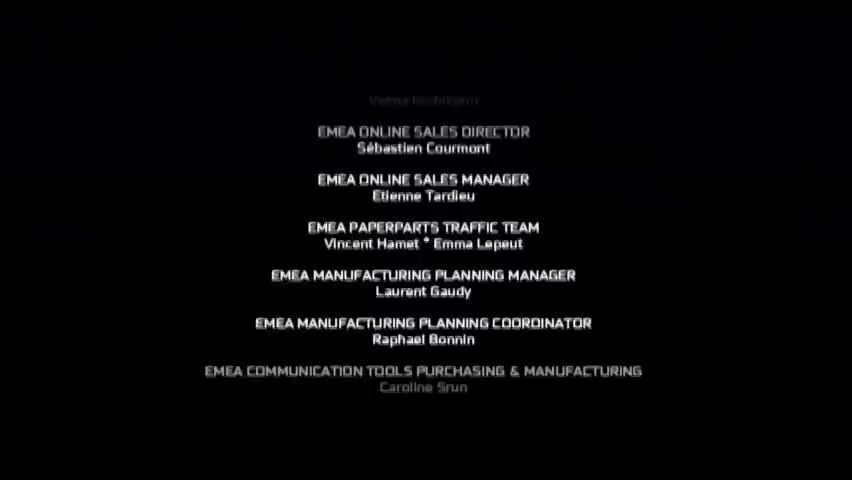 EMEA ONLINE SALES DIRECTOR
Sébastien Courmont
EMEA ONLINE SALES MANAGER
Etienne Tardieu
EMEA PAPERPARTS TRAFFIC TEAM
Vincent Hamet * Emma Lepeut
EMEA MANUFACTURING PLANNING MANAGER
Laurent Gaudy
EMEA MANUFACTURING PLANNING COORDINATOR
Raphael Bonnin
EMEA COMMUNICATION TOOLS PURCHASING & MANUFACTURING
Caroline Srun